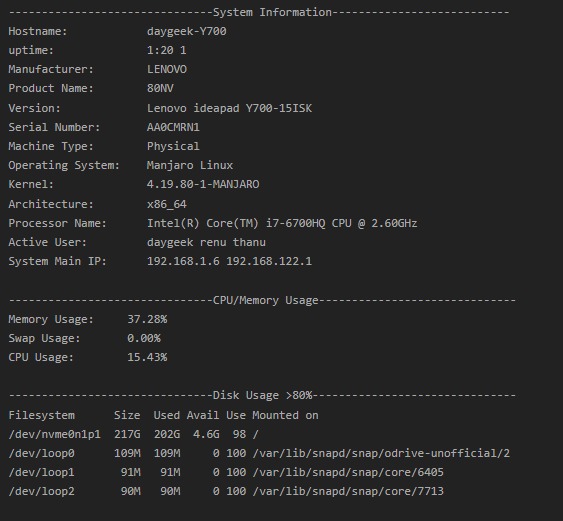 -------------------------------System Information---------------------------
Hostname: daygeek-Y700
uptime: 1:20 1
Manufacturer: LENOVO
Product Name: 80NV
Version: Lenovo ideapad Y700-15ISK
Serial Number: AA0CMRN1
Machine Type: Physical
Operating System: Manjaro Linux
Kernel: 4.19.80-1-MANJARO
Architecture: x86_64
Processor Name: Intel(R) Core(TM) i7-6700HQ CPU @ 2.60GHz
Active User: daygeek renu thanu
System Main IP: 192.168.1.6 192.168.122.1
-------------------------------CPU/Memory Usage------------------------------
Memory Usage: 37.28%
Swap Usage: 0.00%
CPU Usage: 15.43%
-------------------------------Disk Usage >80%-------------------------------
Filesystem Size Used Avail Use Mounted on
/dev/nvme0n1p1 217G 202G 4.6G 98 /
/dev/loop0 109M 109M 0 100 /var/lib/snapd/snap/odrive-unofficial/2
/dev/loop1 91M 91M 0 100 /var/lib/snapd/snap/core/6405
/dev/loop2 90M 90M 0 100 /var/lib/snapd/snap/core/7713